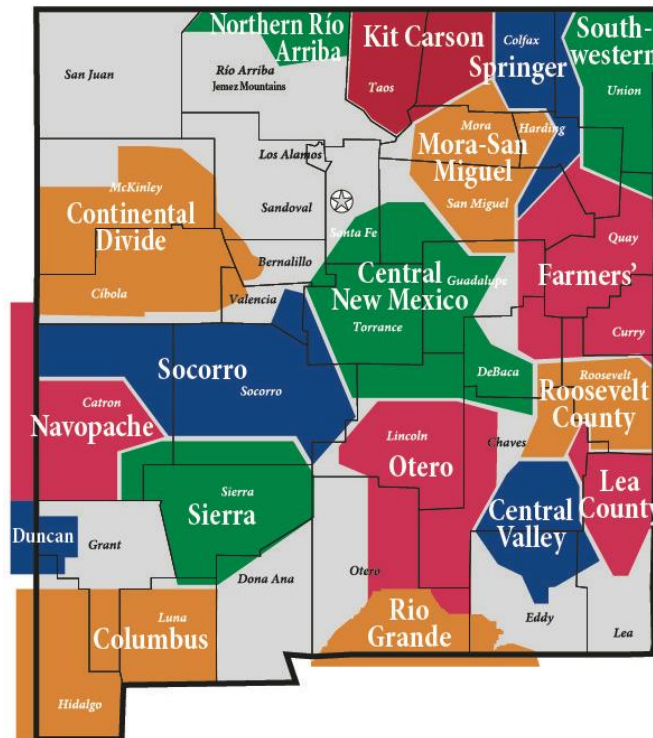 Northern Río
Arriba
Kit Carson
Colfax
Springer
South-
western
San Juan
Río Arriba
Jemez Mountains
Taos
Union
Mora
Harding
Mora-San
Miguel
San Miguel
Los Alamos
McKinley
Continental
Divide
Sandoval
Santa Fe
Quay
Farmers'
Bernalillo
Central
New Mexico
Guadalupe
Cíbola
Valencia
Torrance
Curry
Socorro
Socorro
DeBaca
Roosevelt
Roosevelt
County
Catron
Navopache
Lincoln
Otero
Chaves
Sierra
Sierra
Central
Valley
Lea
County
Duncan
Grant
Dona Ana
Otero
Luna
Columbus
Rio
Grande
Eddy
Lea
Hidalgo